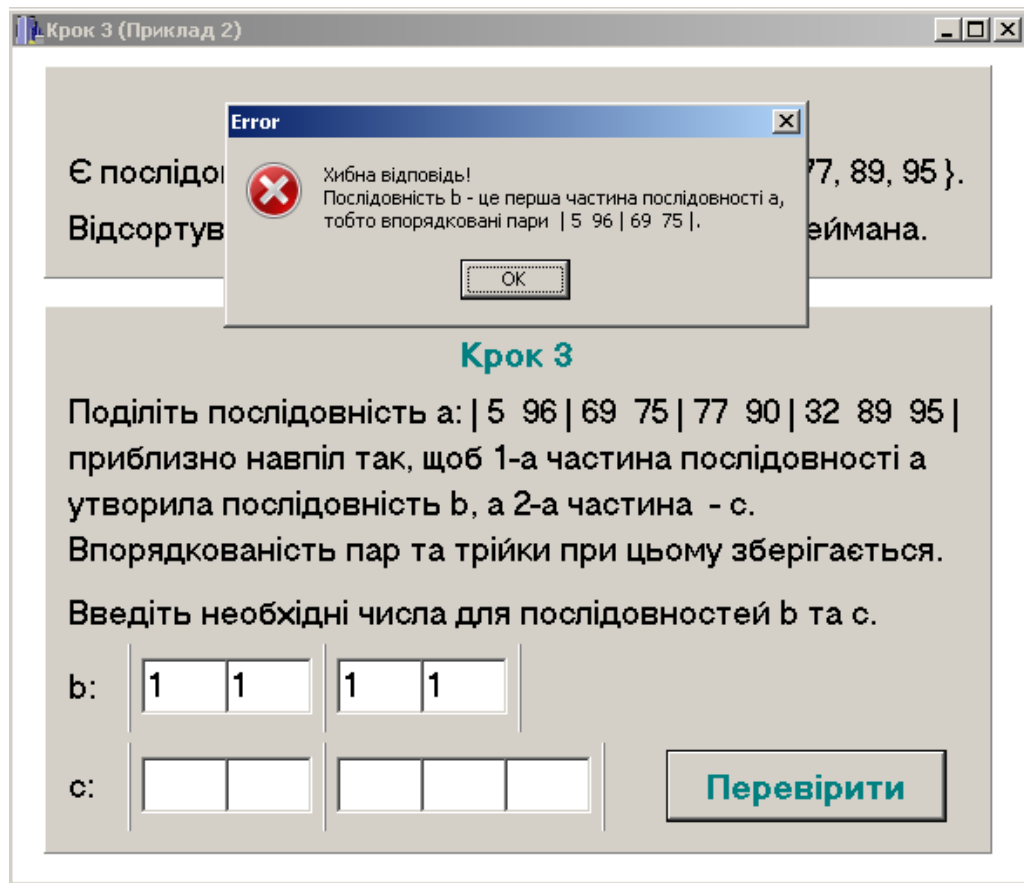 Крок 3 (Приклад 2)
Error
Хибна відповідь!
Послідовність b - це перша частина послідовності a,
тобто впорядковані пари | 5 96 | 69 75 |.
OK
Є 77, 89, 95 }.
Крок 3
Поділіть послідовність a: | 5 96 | 69 75 | 77 90 | 32 89 95 |
приблизно навпіл так, щоб 1-а частина послідовності a
утворила послідовність b, а 2-а частина - c.
Впорядкованість пар та трійки при цьому зберігається.
Введіть необхідні числа для послідовностей b та c.
b: 1 1 1 1
c:
Перевірити